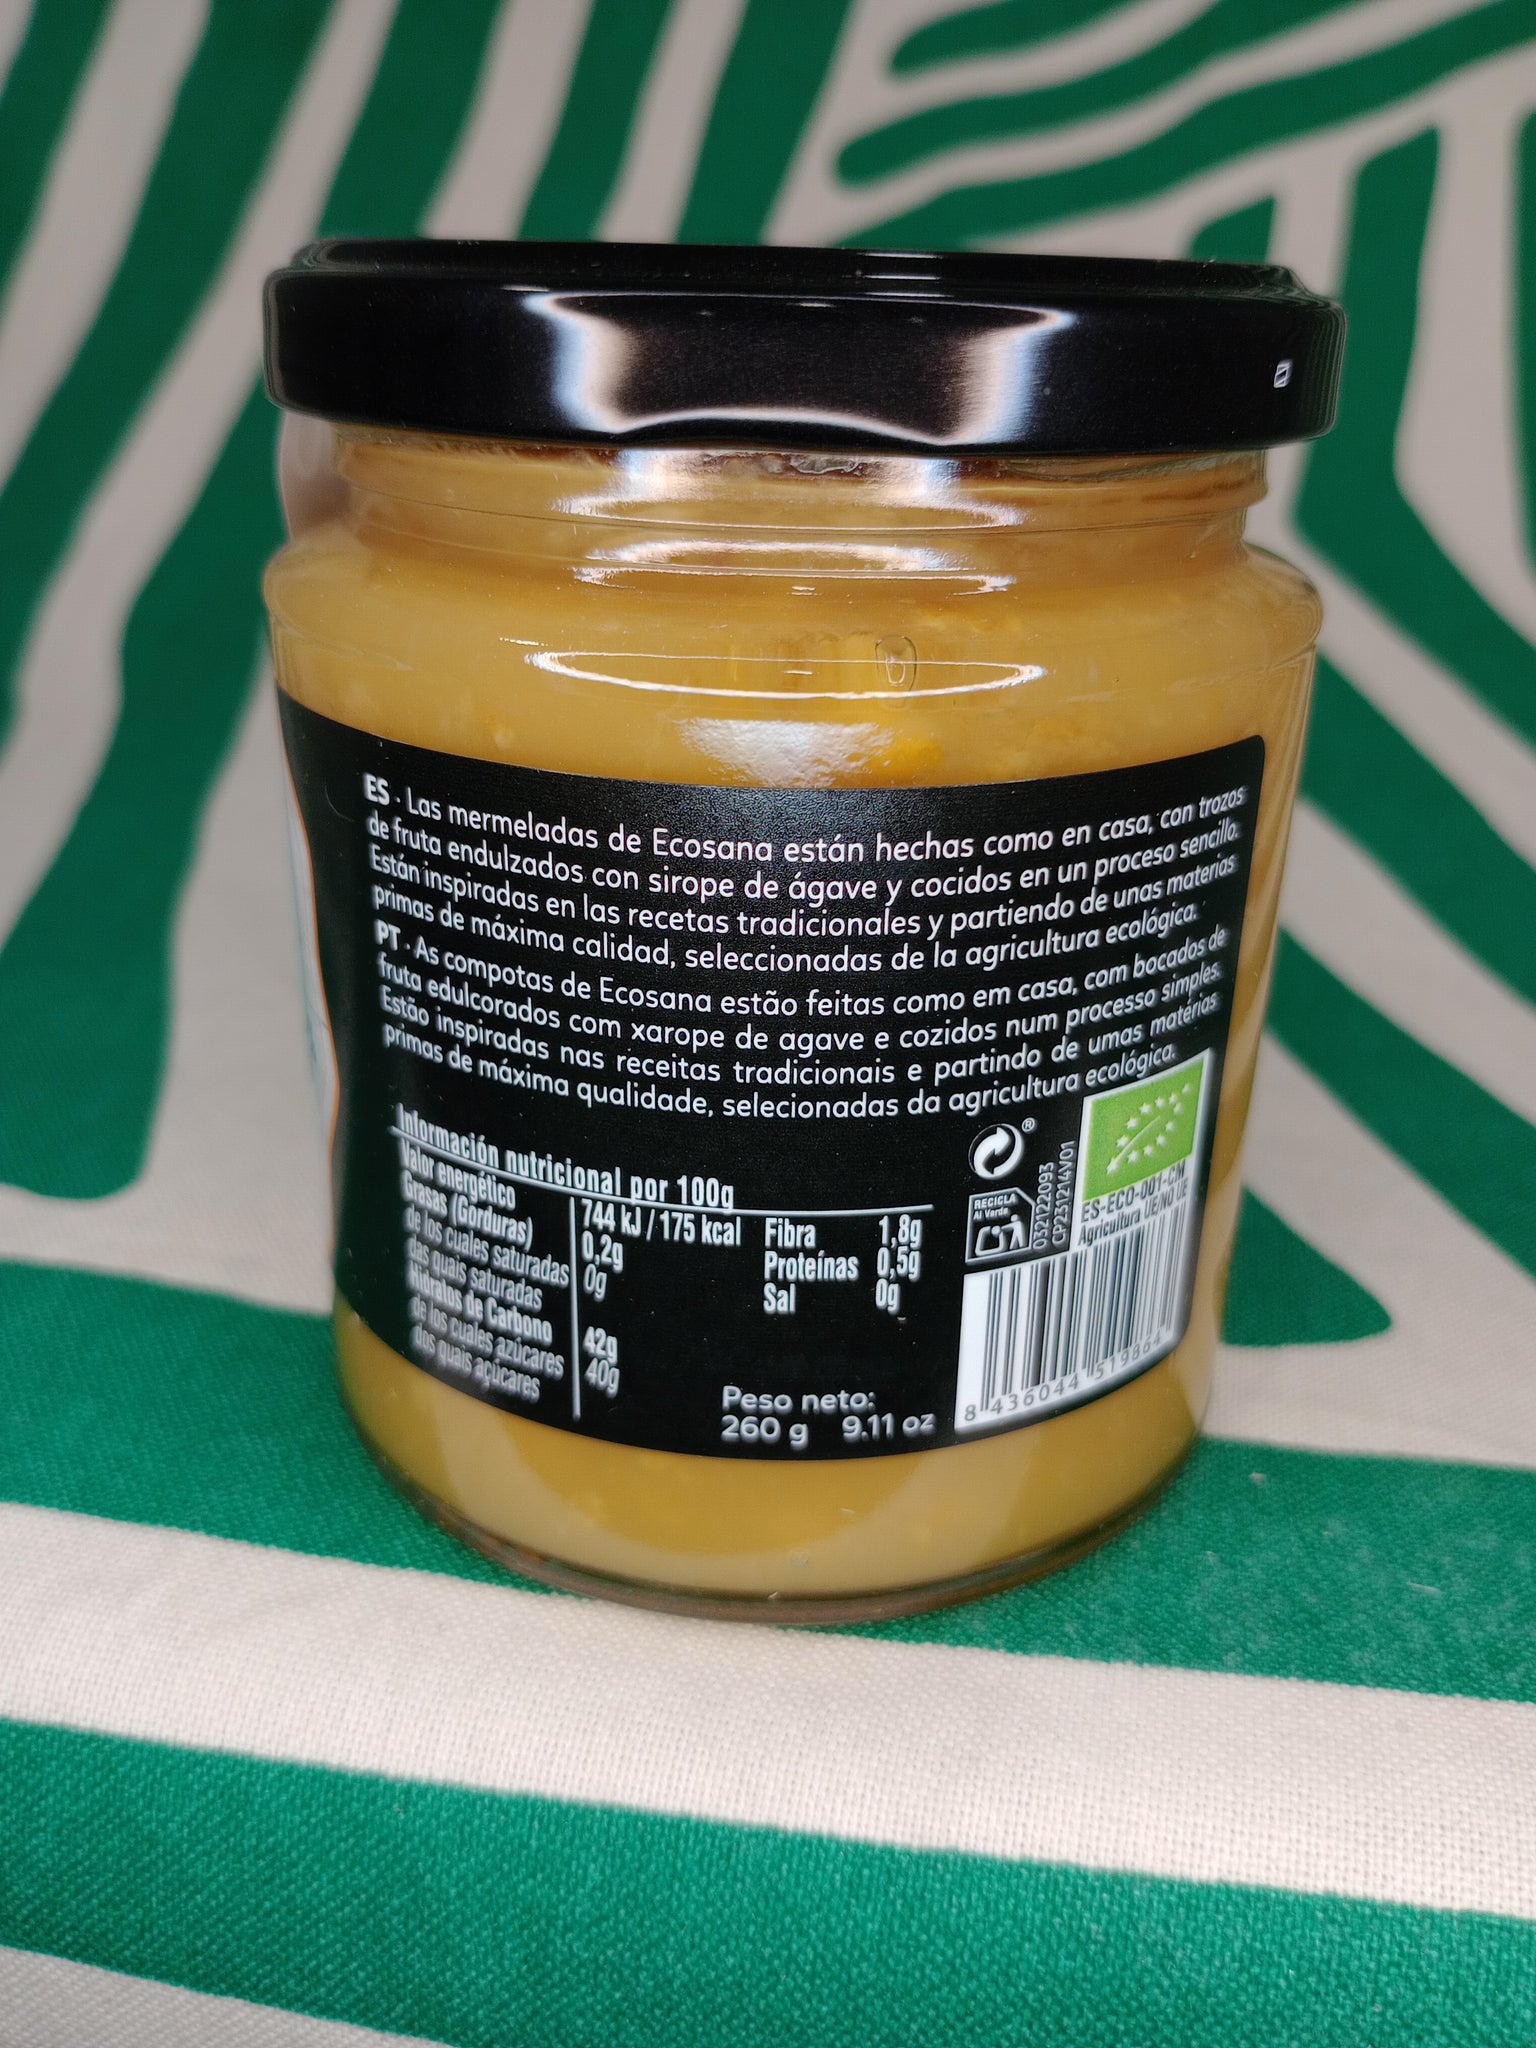 ES - Las mermeladas de Ecosana están hechas como en casa, con trozos
de fruta endulzados con sirope de ágave y cocidos en un proceso sencillo.
Están inspiradas en las recetas tradicionales y partiendo de unas materias
primas de máxima calidad, seleccionadas de la agricultura ecológica.
PT - As compotas de Ecosana estão feitas como em casa, com bocados de
fruta edulcorados com xarope de agave e cozidos num processo simples.
Estão inspiradas nas receitas tradicionais e partindo de umas matérias
primas de máxima qualidade, selecionadas da agricultura ecológica.
Información nutricional por 100g
Valor energético 744 kJ / 175 kcal
Grasas (Gorduras) 0,2g
de los cuales saturadas 0g
das quais saturadas
Hidratos de Carbono 42g
de los cuales azúcares 40g
dos quais açúcares
Fibra 1,8g
Proteínas 0,5g
Sal 0g
Peso neto:
260 g 9.11 oz
®
RECICLA
Al Verde
032122093
CP231214V01
ES-ECO-001-CM
Agricultura UE/NO UE
8 436044 519864